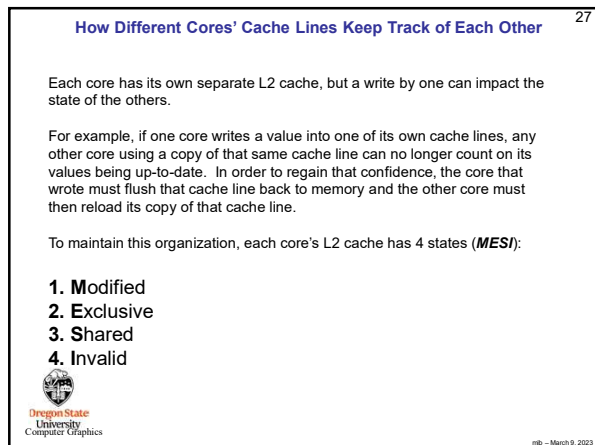 27
How Different Cores' Cache Lines Keep Track of Each Other
Each core has its own separate L2 cache, but a write by one can impact the
state of the others.
For example, if one core writes a value into one of its own cache lines, any
other core using a copy of that same cache line can no longer count on its
values being up-to-date. In order to regain that confidence, the core that
wrote must flush that cache line back to memory and the other core must
then reload its copy of that cache line.
To maintain this organization, each core's L2 cache has 4 states (MESI):
1. Modified
2. Exclusive
3. Shared
4. Invalid
Oregon State
University
Computer Graphics
mjb – March 9, 2023